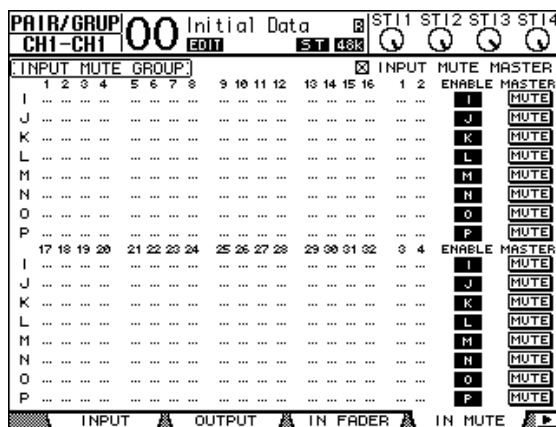 PAIR/GRUP 00 Initial Data R ST1 ST2 ST3 ST4
CH1-CH1 EDIT ST 48K
INPUT MUTE GROUP INPUT MUTE MASTER
1 2 3 4 5 6 7 8 9 10 11 12 13 14 15 16 1 2 ENABLE MASTER
I I MUTE
J J MUTE
K K MUTE
L L MUTE
M M MUTE
N N MUTE
O O MUTE
P P MUTE
17 18 19 20 21 22 23 24 25 26 27 28 29 30 31 32 3 4 ENABLE MASTER
I I MUTE
J J MUTE
K K MUTE
L L MUTE
M M MUTE
N N MUTE
O O MUTE
P P MUTE
INPUT OUTPUT IN FADER IN MUTE